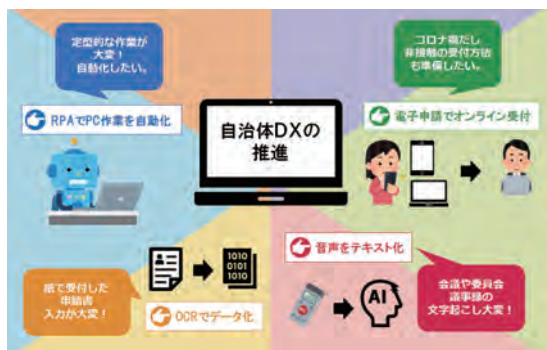 定型的な作業が
大変！
自動化したい。
RPAでPC作業を自動化
自治体DXの
推進
コロナ禍だし
非接触の受付方法
も準備したい。
電子申請でオンライン受付
紙で受付した
申請書
入力が大変！
1010
0101
1010
OCRでデータ化
音声をテキスト化
AI
会議や委員会
議事録の
文字起こし大変！